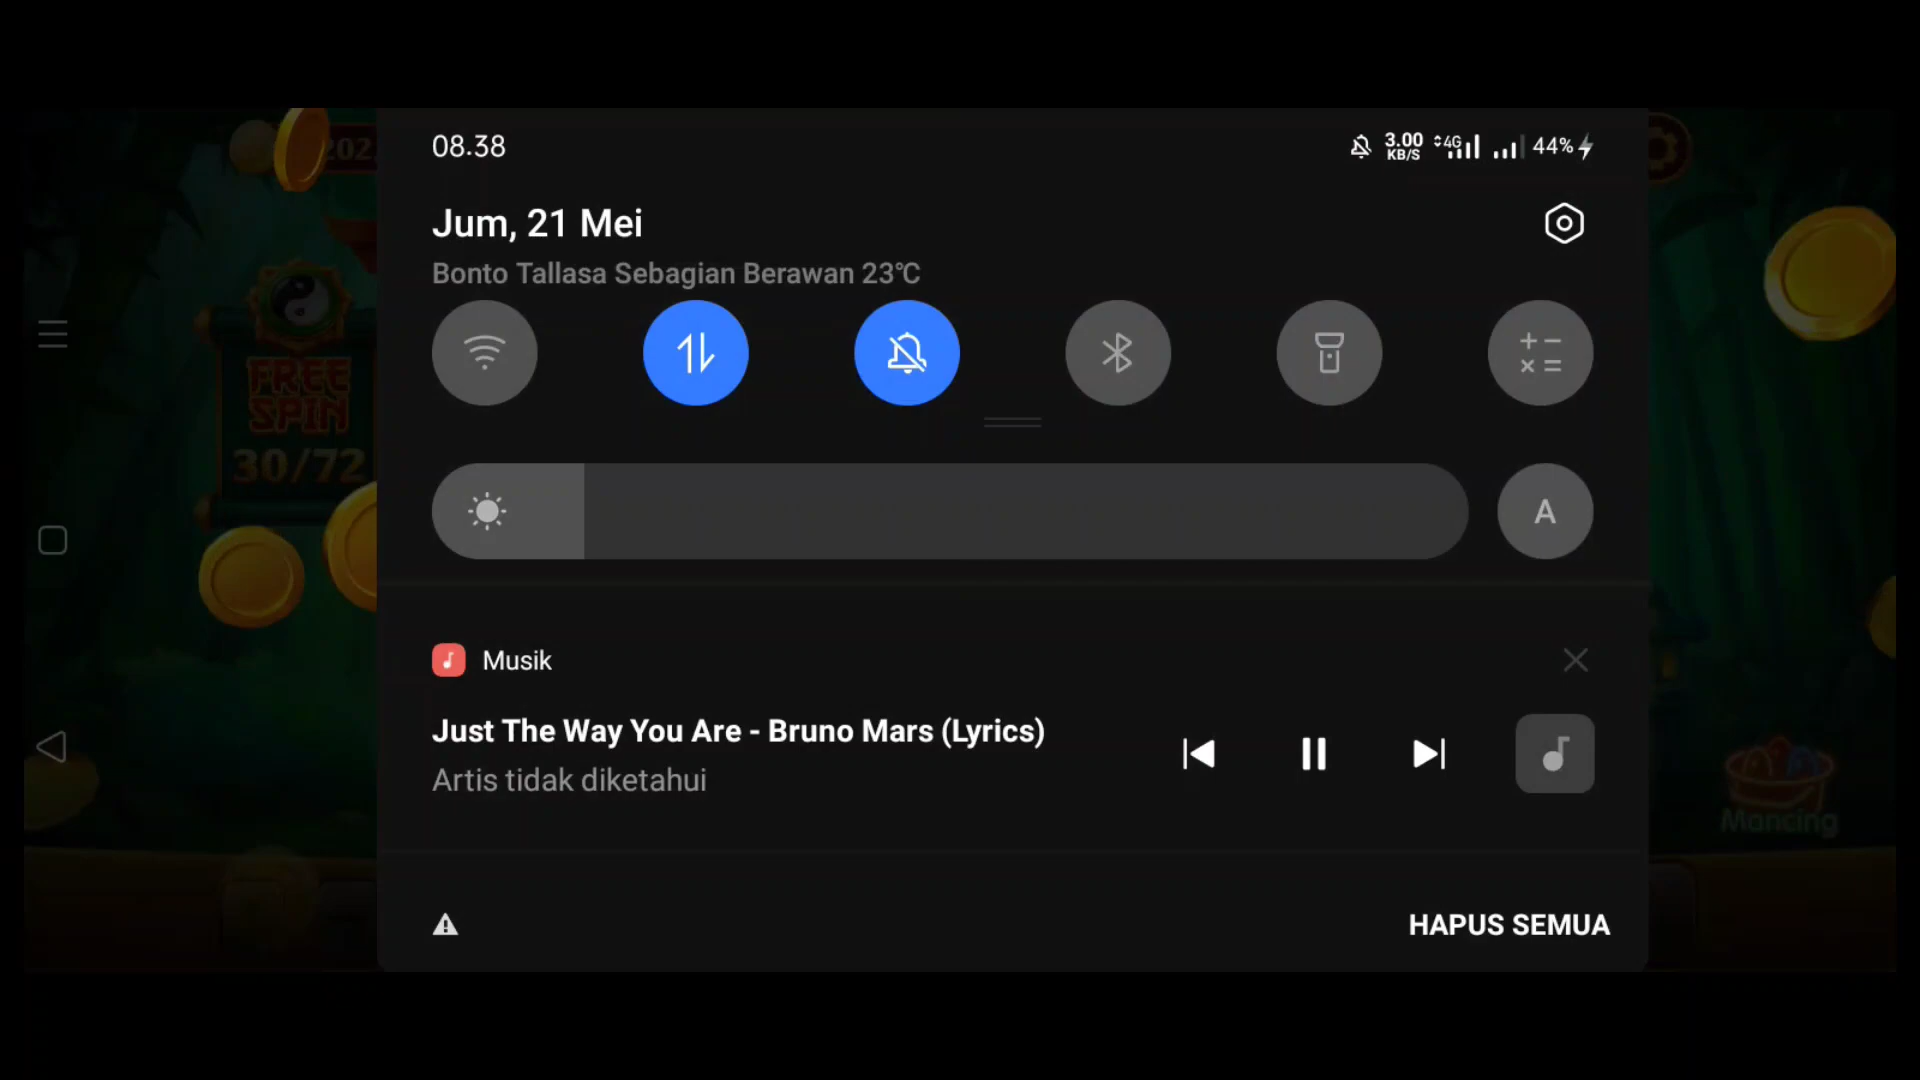 08.38
3.00
KB/S
4G
44%
Jum, 21 Mei
Bonto Tallasa Sebagian Berawan 23℃
A
FREE
SPIN
30/72
Musik
Just The Way You Are - Bruno Mars (Lyrics)
Artis tidak diketahui
Mancing
HAPUS SEMUA